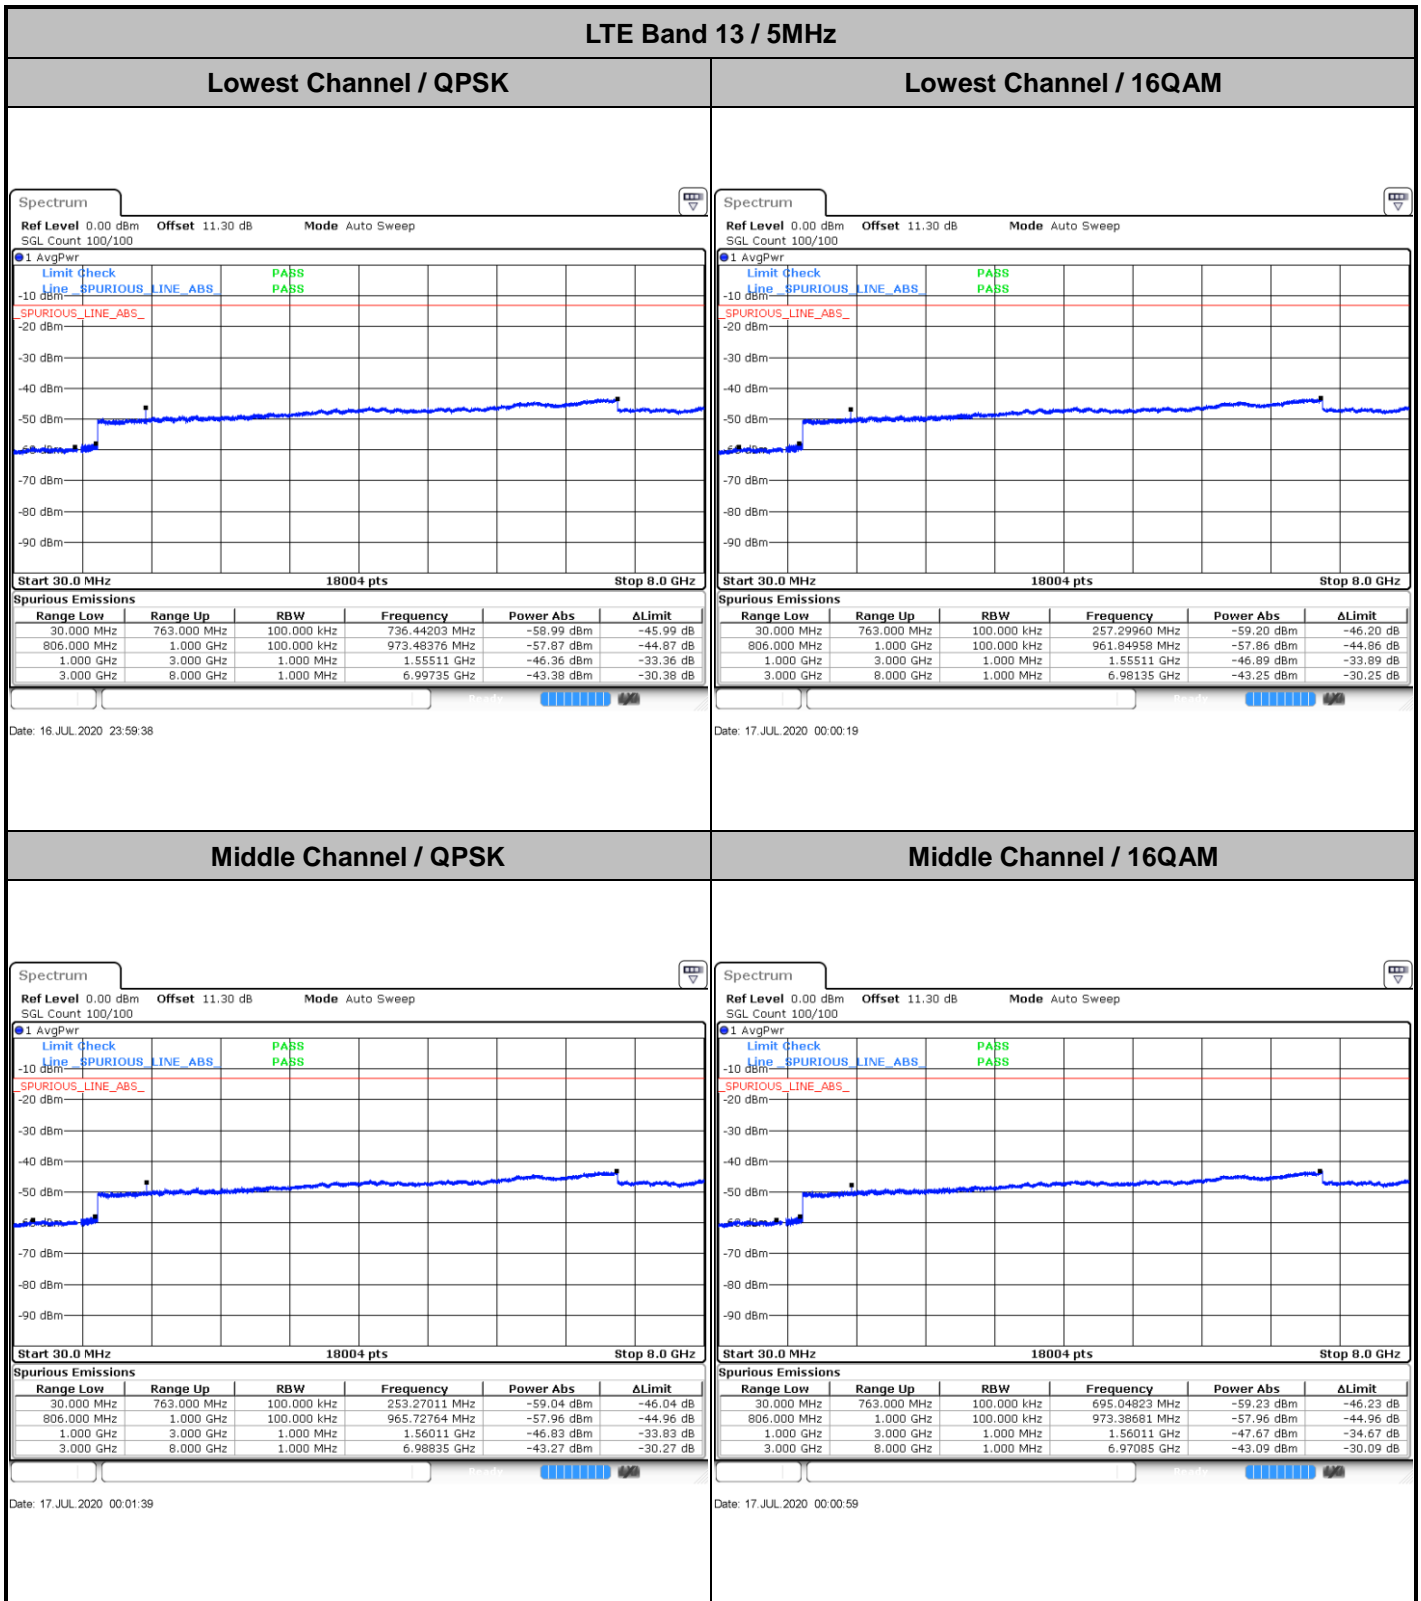 LTE Band 13 / 5MHz
Lowest Channel / QPSK
Lowest Channel / 16QAM
Spectrum
Ref Level 0.00 dBm Offset 11.30 dB Mode Auto Sweep
SGL Count 100/100
1 AvgPwr
Limit Check PASS
Line _SPURIOUS_LINE_ABS_ PASS
-10 dBm
_SPURIOUS_LINE_ABS_
-20 dBm
-30 dBm
-40 dBm
-50 dBm
-60 dBm
-70 dBm
-80 dBm
-90 dBm
Start 30.0 MHz 18004 pts Stop 8.0 GHz
Spurious Emissions
Range Low Range Up RBW Frequency Power Abs ΔLimit
30.000 MHz 763.000 MHz 100.000 kHz 736.44203 MHz -58.99 dBm -45.99 dB
806.000 MHz 1.000 GHz 100.000 kHz 973.48376 MHz -57.87 dBm -44.87 dB
1.000 GHz 3.000 GHz 1.000 MHz 1.55511 GHz -46.36 dBm -33.36 dB
3.000 GHz 8.000 GHz 1.000 MHz 6.99735 GHz -43.38 dBm -30.38 dB
Ready
Date: 16.JUL.2020 23:59:38
Spectrum
Ref Level 0.00 dBm Offset 11.30 dB Mode Auto Sweep
SGL Count 100/100
1 AvgPwr
Limit Check PASS
Line _SPURIOUS_LINE_ABS_ PASS
-10 dBm
_SPURIOUS_LINE_ABS_
-20 dBm
-30 dBm
-40 dBm
-50 dBm
-60 dBm
-70 dBm
-80 dBm
-90 dBm
Start 30.0 MHz 18004 pts Stop 8.0 GHz
Spurious Emissions
Range Low Range Up RBW Frequency Power Abs ΔLimit
30.000 MHz 763.000 MHz 100.000 kHz 257.29960 MHz -59.20 dBm -46.20 dB
806.000 MHz 1.000 GHz 100.000 kHz 961.84958 MHz -57.86 dBm -44.86 dB
1.000 GHz 3.000 GHz 1.000 MHz 1.55511 GHz -46.89 dBm -33.89 dB
3.000 GHz 8.000 GHz 1.000 MHz 6.98135 GHz -43.25 dBm -30.25 dB
Ready
Date: 17.JUL.2020 00:00:19
Middle Channel / QPSK
Middle Channel / 16QAM
Spectrum
Ref Level 0.00 dBm Offset 11.30 dB Mode Auto Sweep
SGL Count 100/100
1 AvgPwr
Limit Check PASS
Line _SPURIOUS_LINE_ABS_ PASS
-10 dBm
_SPURIOUS_LINE_ABS_
-20 dBm
-30 dBm
-40 dBm
-50 dBm
-60 dBm
-70 dBm
-80 dBm
-90 dBm
Start 30.0 MHz 18004 pts Stop 8.0 GHz
Spurious Emissions
Range Low Range Up RBW Frequency Power Abs ΔLimit
30.000 MHz 763.000 MHz 100.000 kHz 253.27011 MHz -59.04 dBm -46.04 dB
806.000 MHz 1.000 GHz 100.000 kHz 965.72764 MHz -57.96 dBm -44.96 dB
1.000 GHz 3.000 GHz 1.000 MHz 1.56011 GHz -46.83 dBm -33.83 dB
3.000 GHz 8.000 GHz 1.000 MHz 6.98835 GHz -43.27 dBm -30.27 dB
Ready
Date: 17.JUL.2020 00:01:39
Spectrum
Ref Level 0.00 dBm Offset 11.30 dB Mode Auto Sweep
SGL Count 100/100
1 AvgPwr
Limit Check PASS
Line _SPURIOUS_LINE_ABS_ PASS
-10 dBm
_SPURIOUS_LINE_ABS_
-20 dBm
-30 dBm
-40 dBm
-50 dBm
-60 dBm
-70 dBm
-80 dBm
-90 dBm
Start 30.0 MHz 18004 pts Stop 8.0 GHz
Spurious Emissions
Range Low Range Up RBW Frequency Power Abs ΔLimit
30.000 MHz 763.000 MHz 100.000 kHz 695.04823 MHz -59.23 dBm -46.23 dB
806.000 MHz 1.000 GHz 100.000 kHz 973.38681 MHz -57.96 dBm -44.96 dB
1.000 GHz 3.000 GHz 1.000 MHz 1.56011 GHz -47.67 dBm -34.67 dB
3.000 GHz 8.000 GHz 1.000 MHz 6.97085 GHz -43.09 dBm -30.09 dB
Ready
Date: 17.JUL.2020 00:00:59